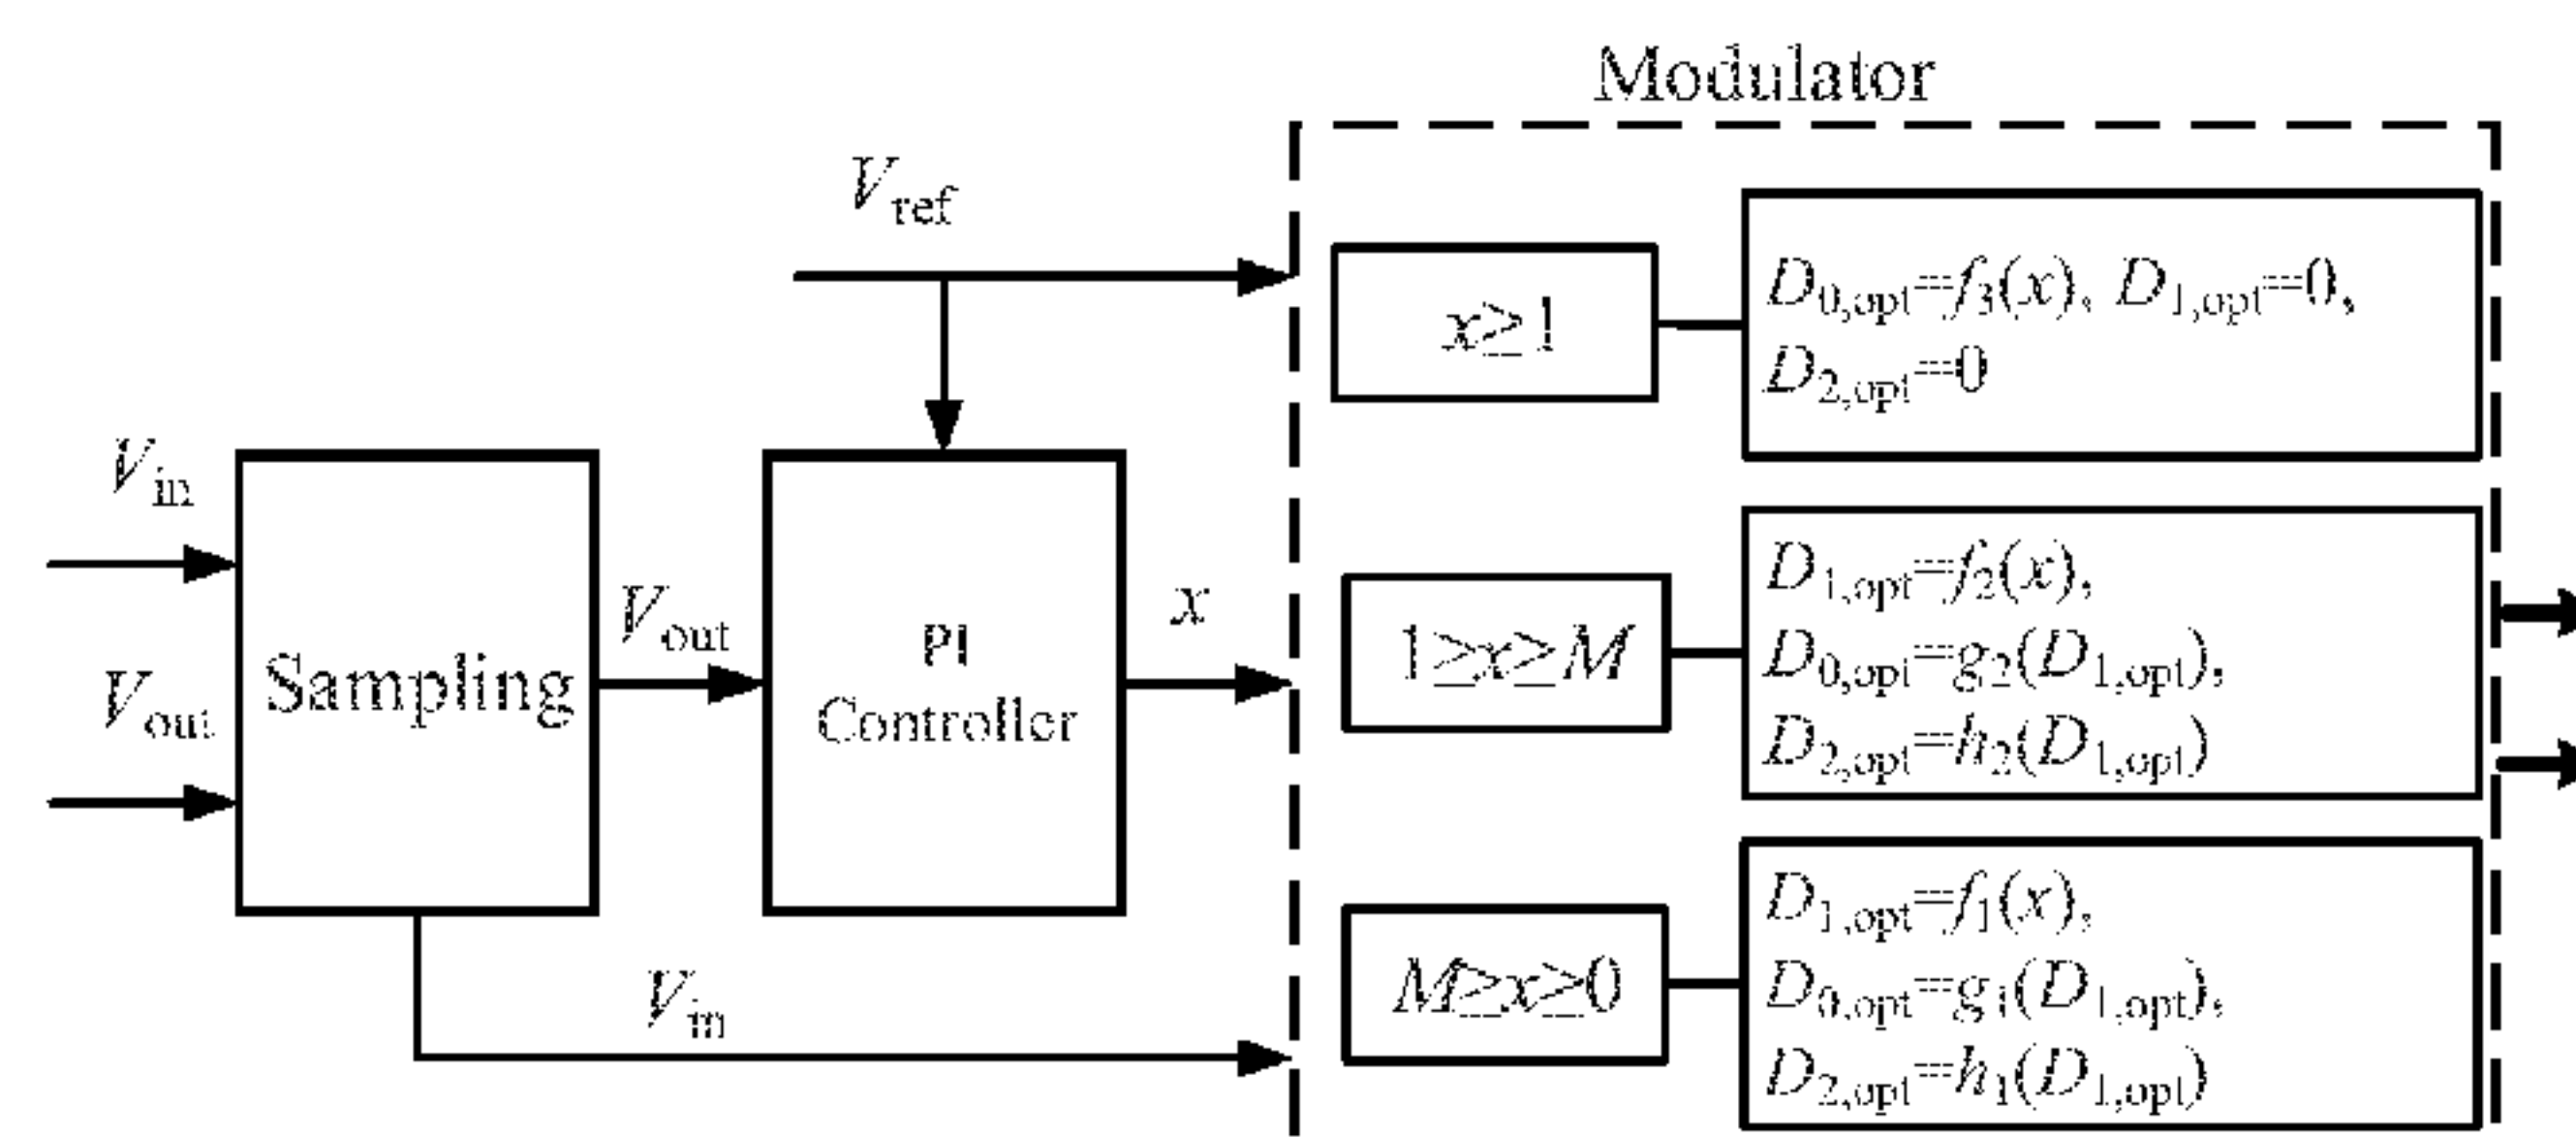 Modulator
V_ref
x≥1
D_0,opt=f_3(x), D_1,opt=0,
D_2,opt=0
V_in
V_out
Sampling
V_out
PI
Controller
x
1≥x≥M
D_1,opt=f_2(x),
D_0,opt=g_2(D_1,opt),
D_2,opt=h_2(D_1,opt)
V_in
M≥x≥0
D_1,opt=f_1(x),
D_0,opt=g_1(D_1,opt),
D_2,opt=h_1(D_1,opt)